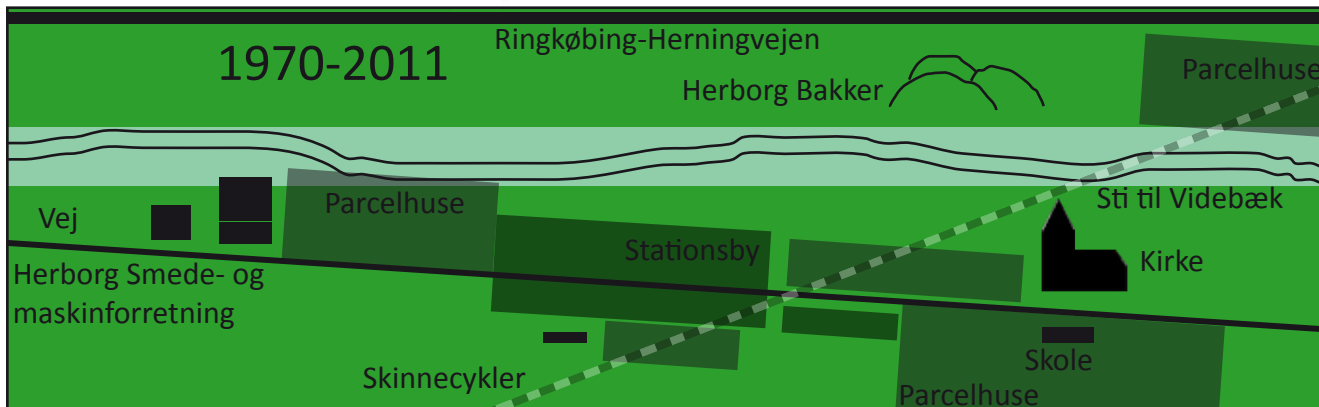 1970-2011
Ringkøbing-Herningvejen
Herborg Bakker
Parcelhuse
Parcelhuse
Sti til Videbæk
Vej
Stationsby
Kirke
Herborg Smede- og
maskinforretning
Skinnecykler
Skole
Parcelhuse